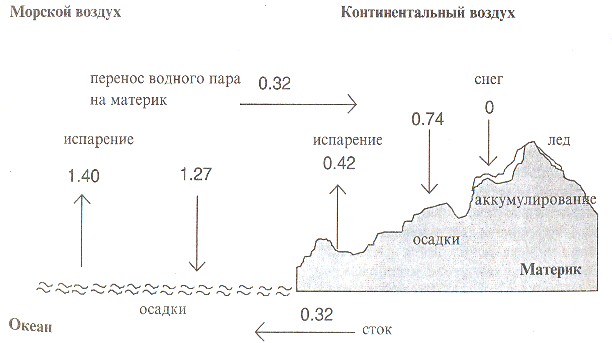 Морской воздух
Континентальный воздух
перенос водного пара
на материк
0.32
снег
0
0.74
лед
испарение
1.40
1.27
испарение
0.42
аккумулирование
осадки
Материк
осадки
Океан
0.32
сток